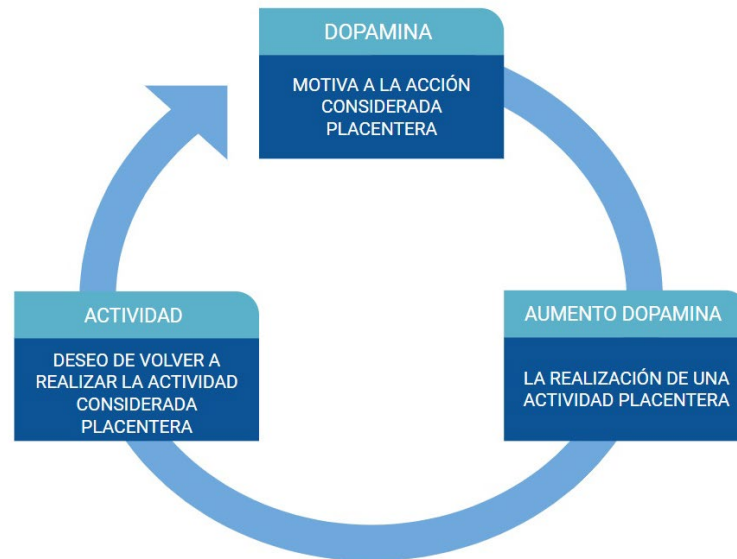 DOPAMINA
MOTIVA A LA ACCIÓN
CONSIDERADA
PLACENTERA
AUMENTO DOPAMINA
LA REALIZACIÓN DE UNA
ACTIVIDAD PLACENTERA
ACTIVIDAD
DESEO DE VOLVER A
REALIZAR LA ACTIVIDAD
CONSIDERADA
PLACENTERA